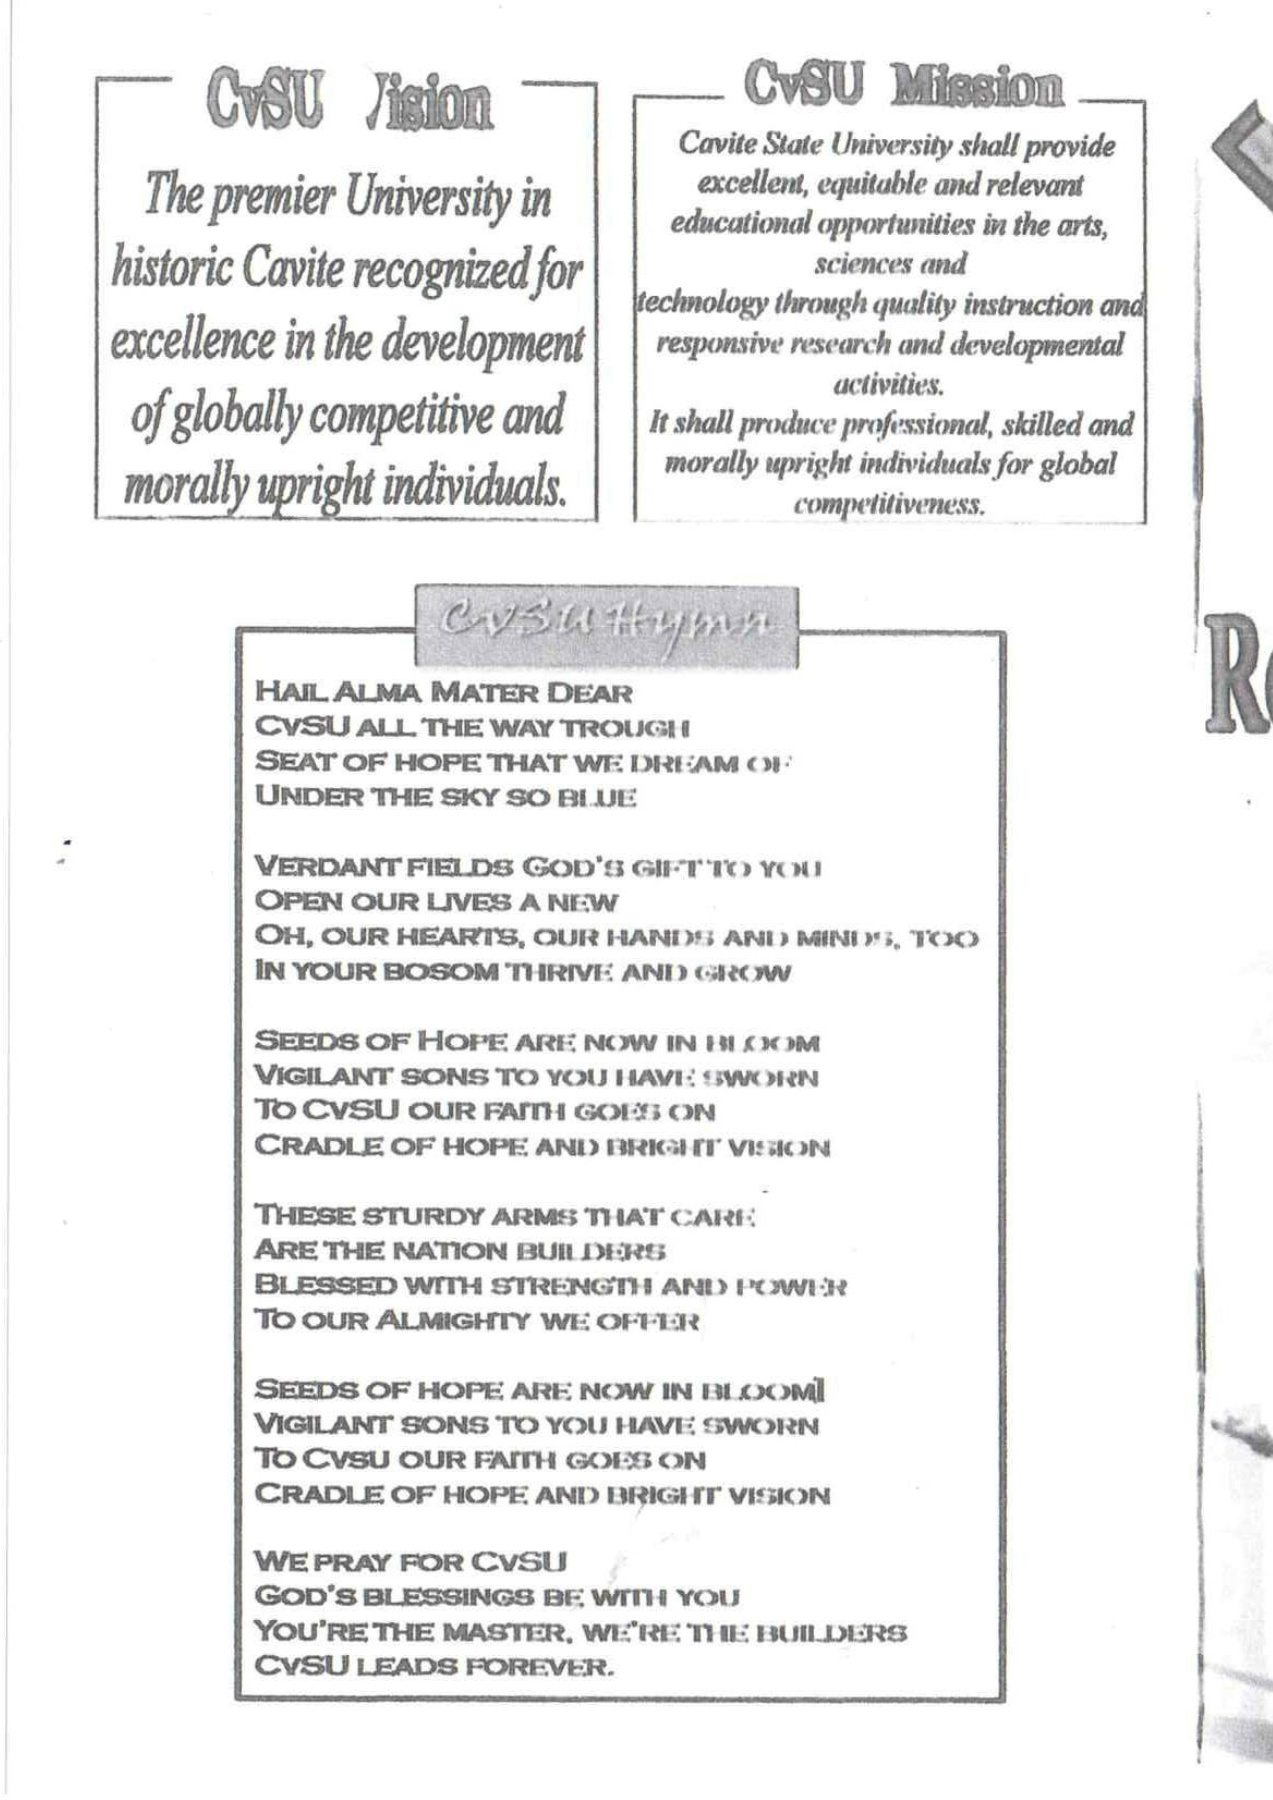 CvSU Vision
The premier University in
historic Cavite recognized for
excellence in the development
of globally competitive and
morally upright individuals.
CvSU Mission
Cavite State University shall provide
excellent, equitable and relevant
educational opportunities in the arts,
sciences and
technology through quality instruction and
responsive research and developmental
activities.
It shall produce professional, skilled and
morally upright individuals for global
competitiveness.
CvSU Hymn
HAIL ALMA MATER DEAR
CVSU ALL THE WAY TROUGH
SEAT OF HOPE THAT WE DREAM OF
UNDER THE SKY SO BLUE
VERDANT FIELDS GOD'S GIFT TO YOU
OPEN OUR LIVES A NEW
OH, OUR HEARTS, OUR HANDS AND MINDS, TOO
IN YOUR BOSOM THRIVE AND GROW
SEEDS OF HOPE ARE NOW IN BLOOM
VIGILANT SONS TO YOU HAVE SWORN
TO CVSU OUR FAITH GOES ON
CRADLE OF HOPE AND BRIGHT VISION
THESE STURDY ARMS THAT CARE
ARE THE NATION BUILDERS
BLESSED WITH STRENGTH AND POWER
TO OUR ALMIGHTY WE OFFER
SEEDS OF HOPE ARE NOW IN BLOOM
VIGILANT SONS TO YOU HAVE SWORN
TO CVSU OUR FAITH GOES ON
CRADLE OF HOPE AND BRIGHT VISION
WE PRAY FOR CVSU
GOD'S BLESSINGS BE WITH YOU
YOU'RE THE MASTER, WE'RE THE BUILDERS
CVSU LEADS FOREVER.